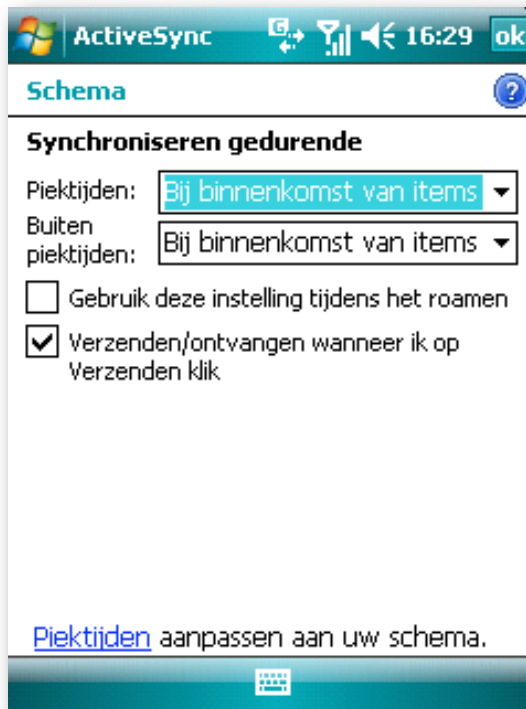 ActiveSync 16:29 ok
Schema
Synchroniseren gedurende
Piektijden: Bij binnenkomst van items
Buiten
piektijden: Bij binnenkomst van items
Gebruik deze instelling tijdens het roamen
Verzenden/ontvangen wanneer ik op
Verzenden klik
Piektijden aanpassen aan uw schema.